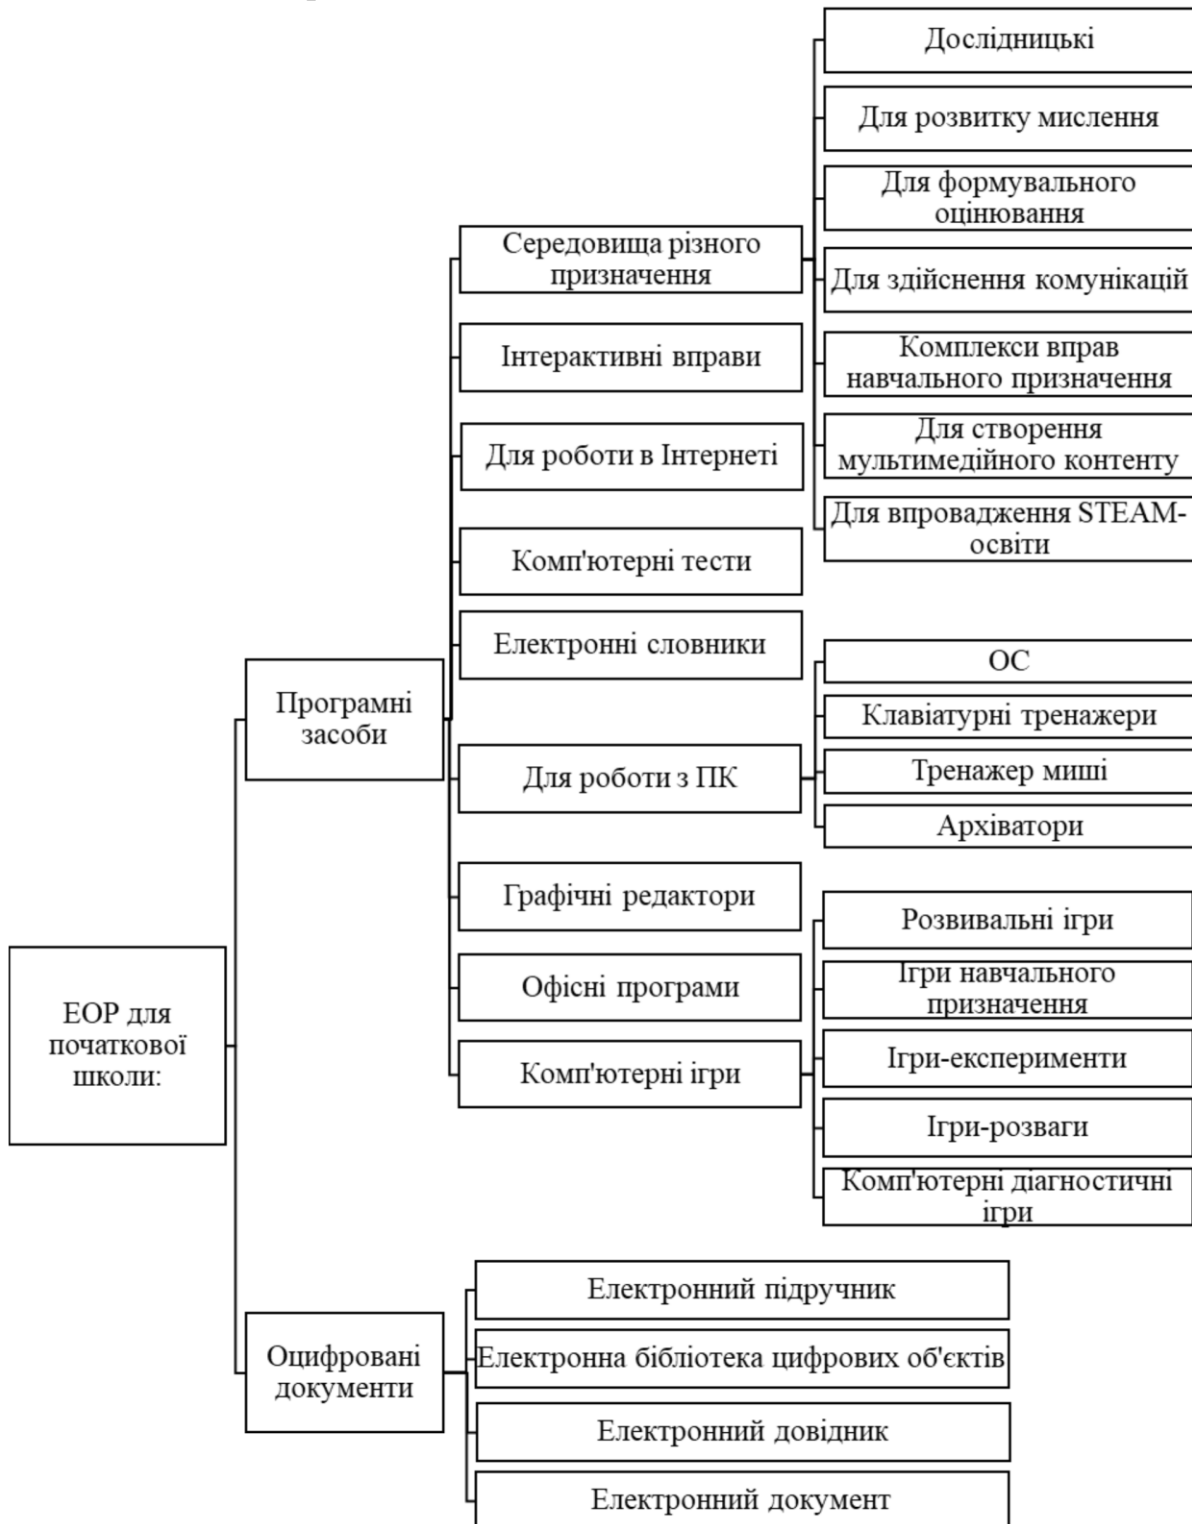 ЕОР для
початкової
школи:
Програмні
засоби
Середовища різного
призначення
Дослідницькі
Для розвитку мислення
Для формувального
оцінювання
Для здійснення комунікацій
Комплекси вправ
навчального призначення
Для створення
мультимедійного контенту
Для впровадження STEAM-
освіти
Інтерактивні вправи
Для роботи в Інтернеті
Комп'ютерні тести
Електронні словники
Для роботи з ПК
ОС
Клавіатурні тренажери
Тренажер миші
Архіватори
Графічні редактори
Офісні програми
Комп'ютерні ігри
Розвивальні ігри
Ігри навчального
призначення
Ігри-експерименти
Ігри-розваги
Комп'ютерні діагностичні
ігри
Оцифровані
документи
Електронний підручник
Електронна бібліотека цифрових об'єктів
Електронний довідник
Електронний документ